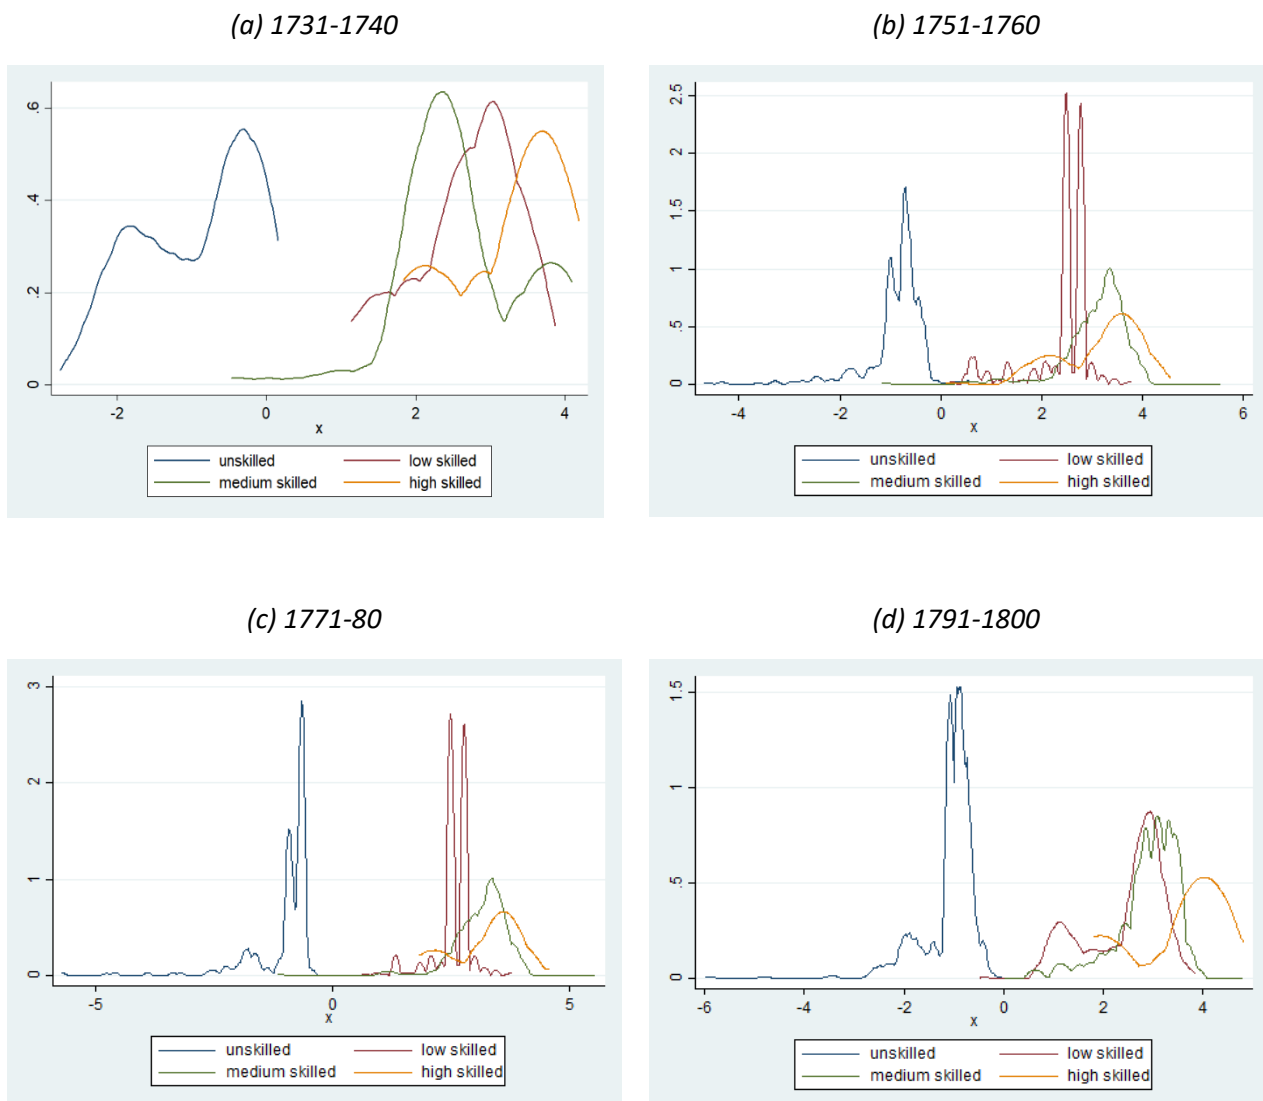 (a) 1731-1740
.6
.4
.2
0
-2 0 2 4
x
unskilled low skilled
medium skilled high skilled
(b) 1751-1760
2.5
2
1.5
1
.5
0
-4 -2 0 2 4 6
x
unskilled low skilled
medium skilled high skilled
(c) 1771-80
3
2
1
0
-5 0 5
x
unskilled low skilled
medium skilled high skilled
(d) 1791-1800
1.5
1
.5
0
-6 -4 -2 0 2 4
x
unskilled low skilled
medium skilled high skilled